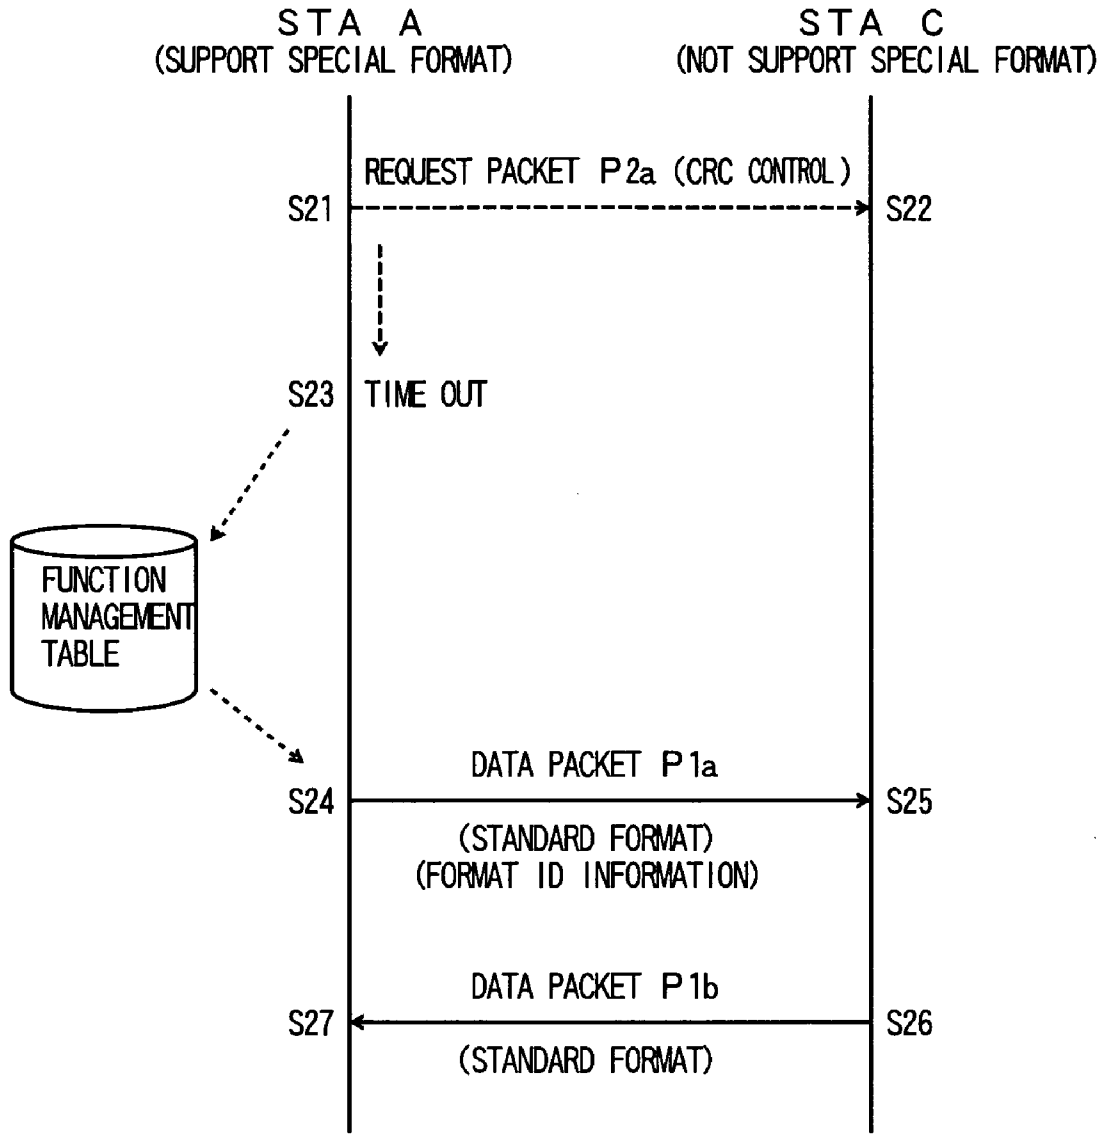 STA A
(SUPPORT SPECIAL FORMAT)
STA C
(NOT SUPPORT SPECIAL FORMAT)
REQUEST PACKET P2a (CRC CONTROL)
S21
S22
S23
TIME OUT
FUNCTION
MANAGEMENT
TABLE
DATA PACKET P1a
S24
S25
(STANDARD FORMAT)
(FORMAT ID INFORMATION)
DATA PACKET P1b
S27
S26
(STANDARD FORMAT)